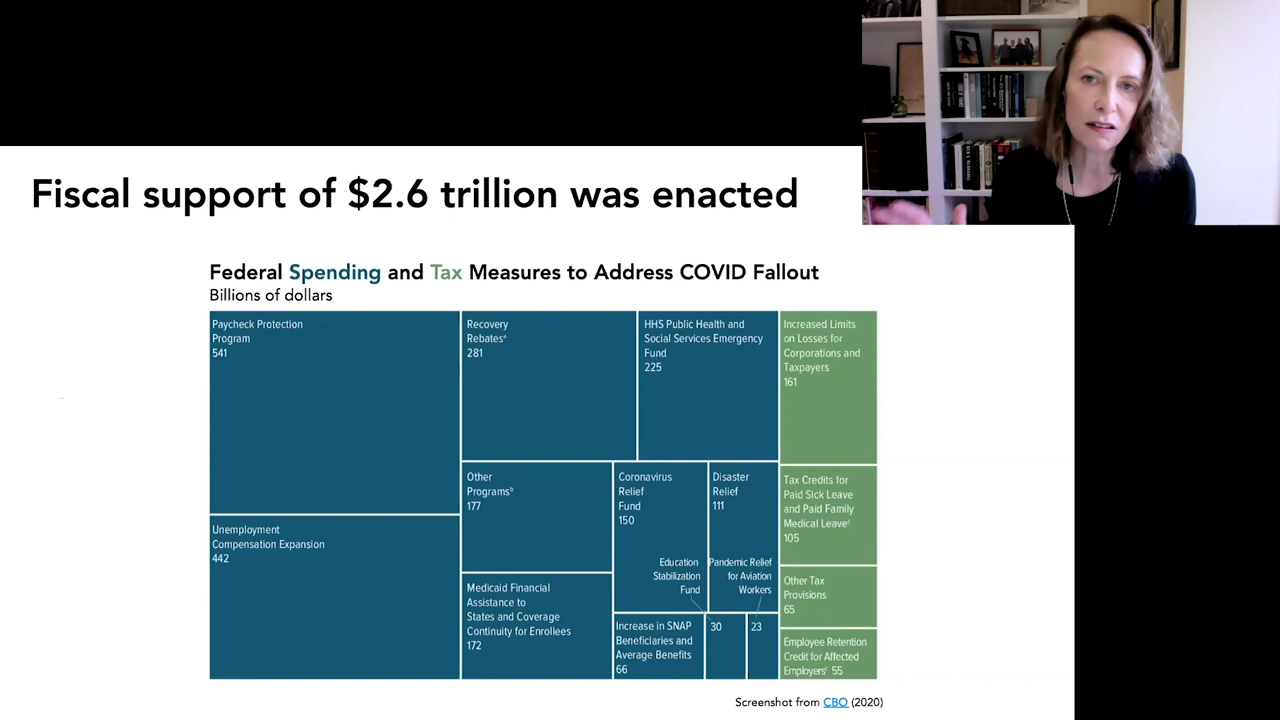 Fiscal support of $2.6 trillion was enacted
Federal Spending and Tax Measures to Address COVID Fallout
Billions of dollars
Paycheck Protection
Program
541
Unemployment
Compensation Expansion
442
Recovery
Rebatesᵃ
281
HHS Public Health and
Social Services Emergency
Fund
225
Other
Programsᵇ
177
Medicaid Financial
Assistance to
States and Coverage
Continuity for Enrollees
172
Coronavirus
Relief
Fund
150
Disaster
Relief
111
Education
Stabilization
Fund
30
Pandemic Relief
for Aviation
Workers
23
Increase in SNAP
Beneficiaries and
Average Benefits
66
Increased Limits
on Losses for
Corporations and
Taxpayers
161
Tax Credits for
Paid Sick Leave
and Paid Family
Medical Leaveᶜ
105
Other Tax
Provisions
65
Employee Retention
Credit for Affected
Employersᶜ 55
Screenshot from CBO (2020)